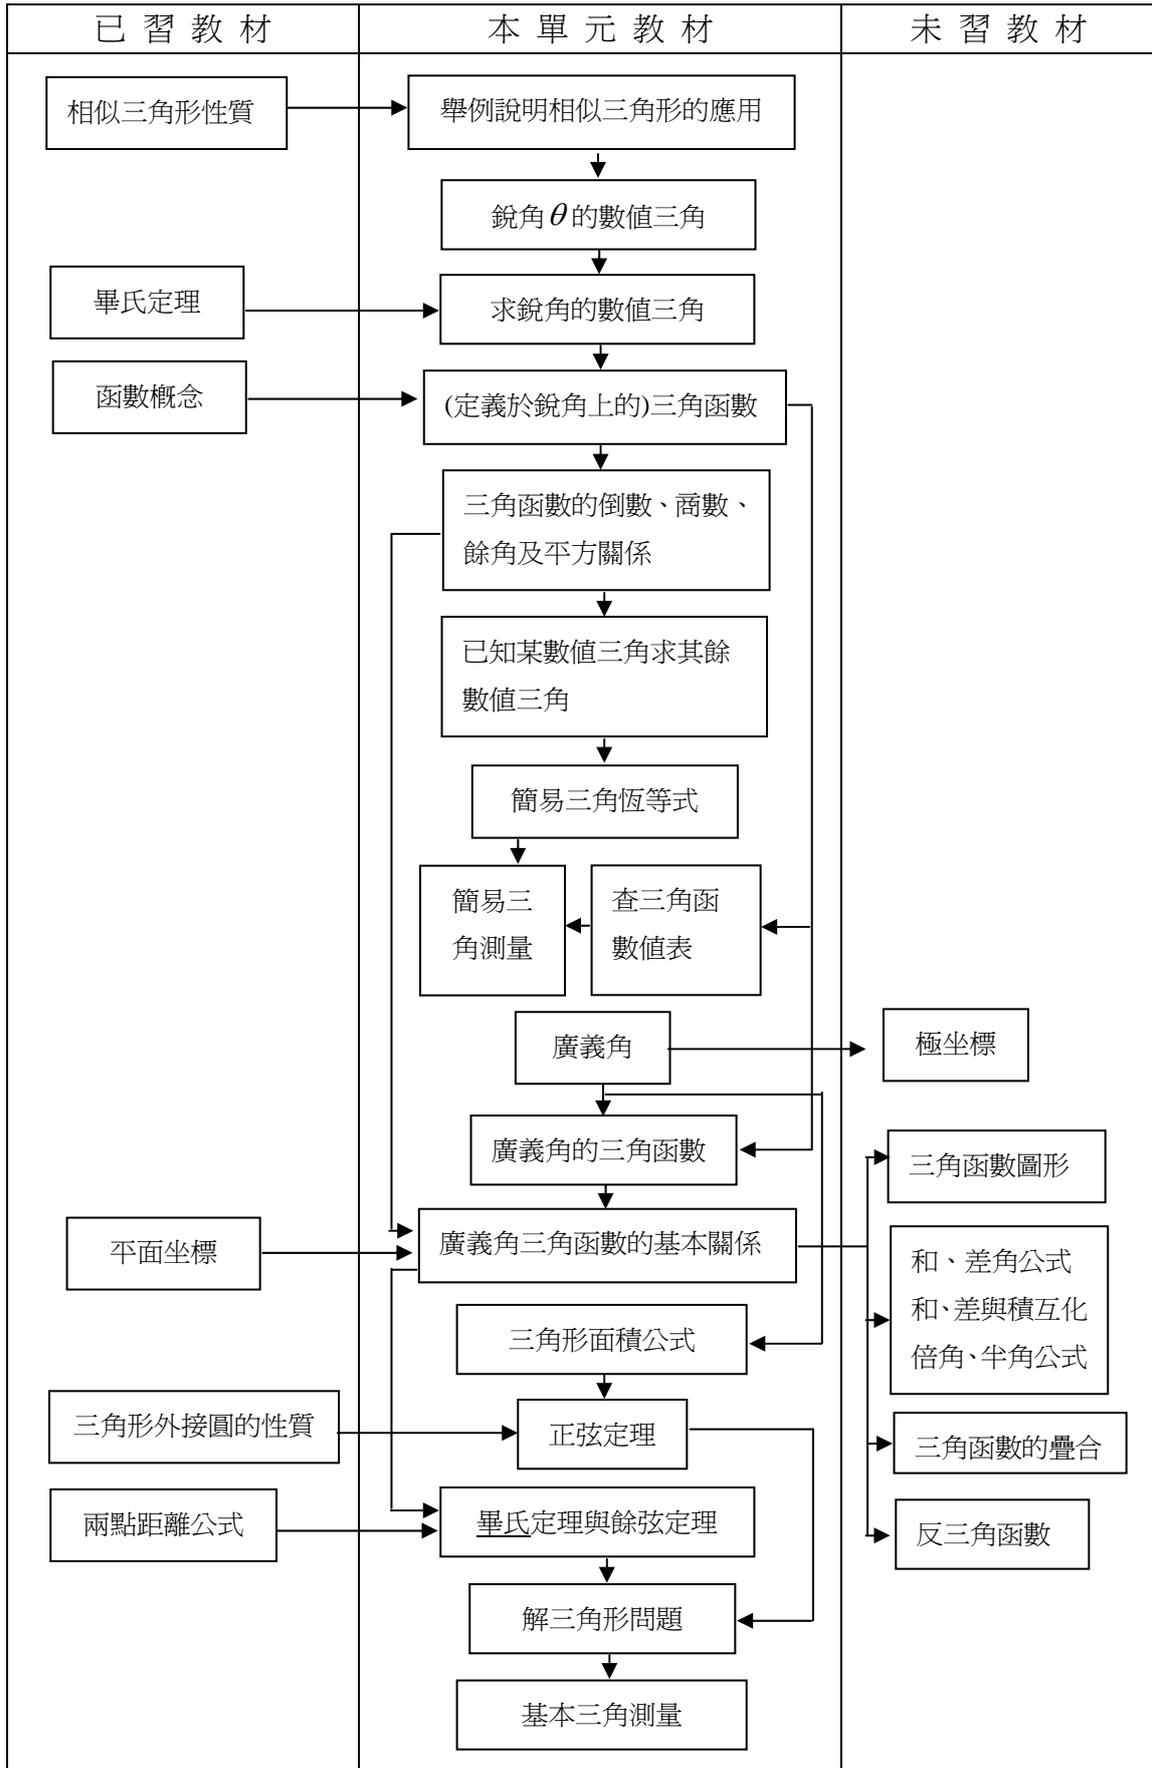 已習教材
本單元教材
未習教材
相似三角形性質
舉例說明相似三角形的應用
銳角θ的數值三角
畢氏定理
求銳角的數值三角
函數概念
(定義於銳角上的)三角函數
三角函數的倒數、商數、
餘角及平方關係
已知某數值三角求其餘
數值三角
簡易三角恆等式
簡易三
角測量
查三角函
數值表
廣義角
極坐標
廣義角的三角函數
三角函數圖形
平面坐標
廣義角三角函數的基本關係
和、差角公式
和、差與積互化
倍角、半角公式
三角形面積公式
三角形外接圓的性質
正弦定理
三角函數的疊合
兩點距離公式
畢氏定理與餘弦定理
反三角函數
解三角形問題
基本三角測量